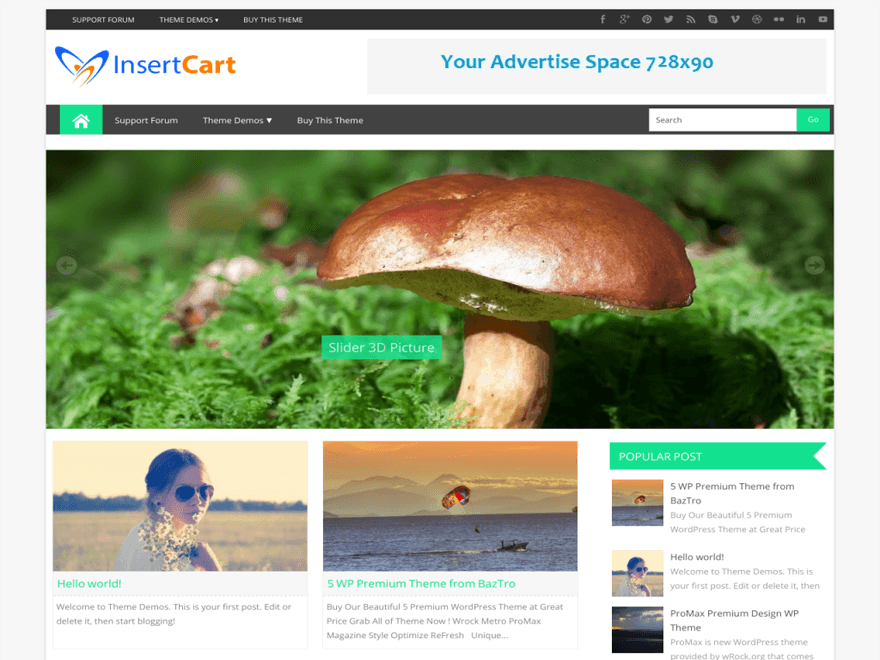 SUPPORT FORUM THEME DEMOS ▾ BUY THIS THEME
InsertCart
Your Advertise Space 728x90
Support Forum Theme Demos ▼ Buy This Theme
Search Go
Slider 3D Picture
Hello world!
Welcome to Theme Demos. This is your first post. Edit or
delete it, then start blogging!
5 WP Premium Theme from BazTro
Buy Our Beautiful 5 Premium WordPress Theme at Great
Price Grab All of Theme Now ! Wrock Metro ProMax
Magazine Style Optimize ReFresh Unique...
POPULAR POST
5 WP Premium Theme from
BazTro
Buy Our Beautiful 5 Premium
WordPress Theme at Great Price
Hello world!
Welcome to Theme Demos. This is
your first post. Edit or delete it, then
ProMax Premium Design WP
Theme
ProMax is new WordPress theme
provided by wRock.org that comes